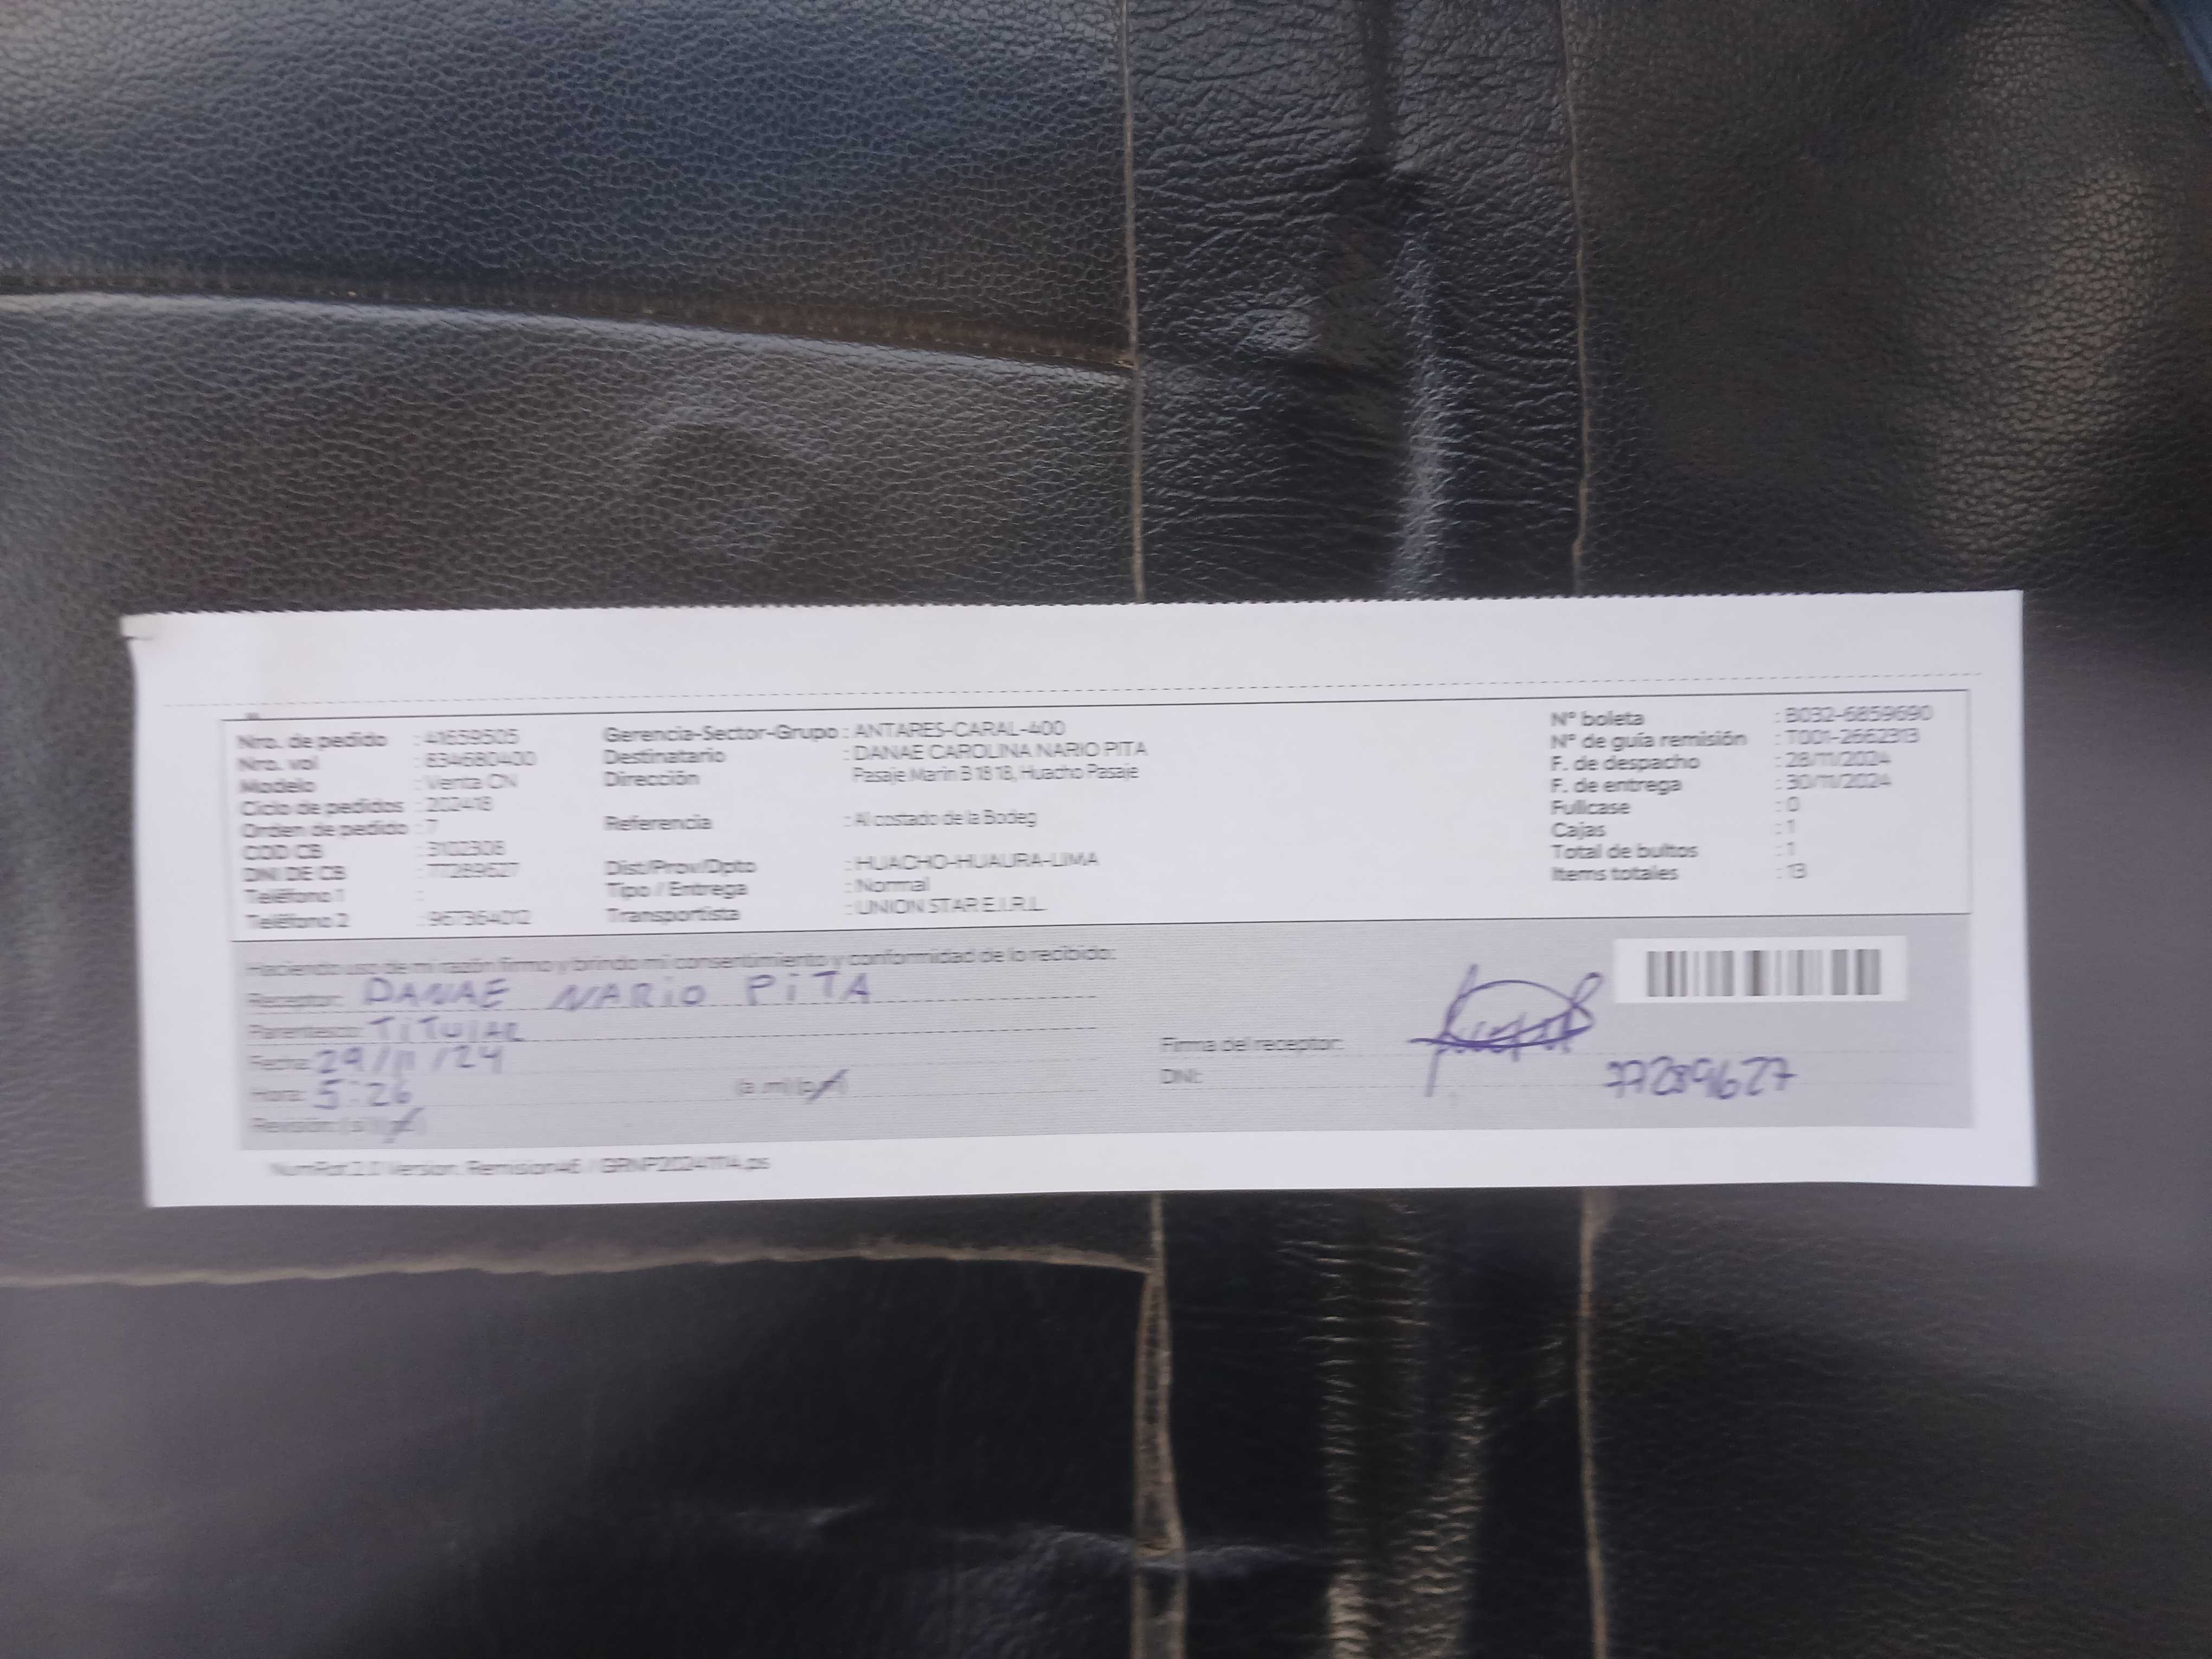 Nro. de pedido : 41659505
Nro. vol : 834680400
Modelo : Venta CN
Ciclo de pedidos : 202418
Orden de pedido : 7
COD CB : 3102308
DNI DE CB : 77289627
Teléfono 1 :
Teléfono 2 : 967364012
Gerencia-Sector-Grupo : ANTARES-CARAL-400
Destinatario : DANAE CAROLINA NARIO PITA
Dirección Pasaje Marin B 18 18, Huacho Pasaje
Referencia : Al costado de la Bodeg
Dist/Prov/Dpto : HUACHO-HUAURA-LIMA
Tipo / Entrega : Normal
Transportista : UNION STAR E.I.R.L.
N° boleta : B032-6859690
N° de guía remisión : T001-2662313
F. de despacho : 28/11/2024
F. de entrega : 30/11/2024
Fullcase : 0
Cajas : 1
Total de bultos : 1
Items totales : 13
Haciendo uso de mi razón firmo y brindo mi consentimiento y conformidad de lo recibido:
Receptor: DANAE NARIO PITA
Parentesco: TITULAR
Fecha: 29/11/24
Hora: 5:26 (a.m) (p
Revisión: (si)
Firma del receptor:
DNI: 77289627
Version: Remision46 / GRNP20241114.ps